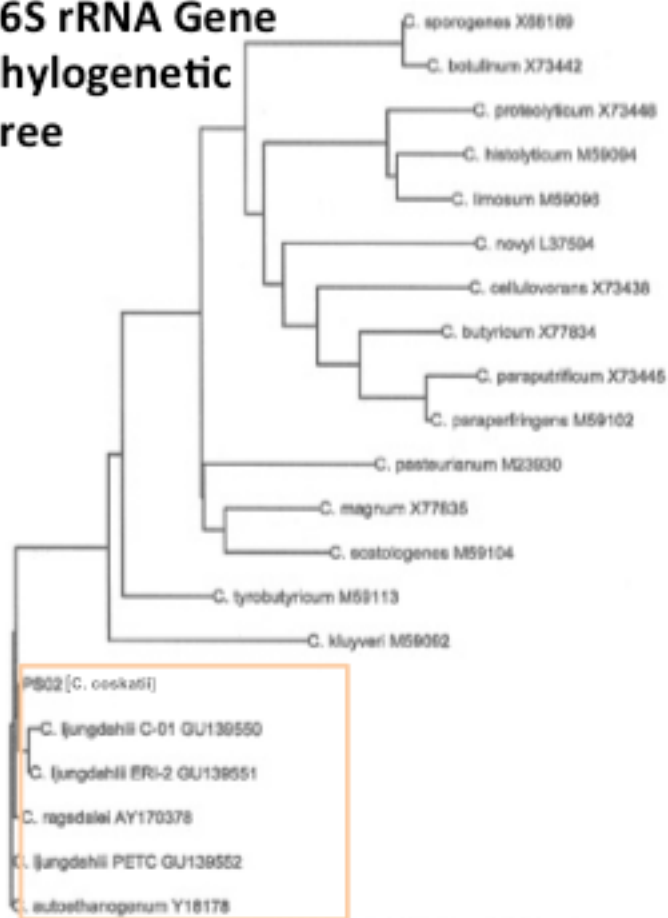 6S rRNA Gene
hylogenetic
ree
C. sporogenes X68189
C. botulinum X73442
C. proteolyticum X73448
C. histolyticum M59094
C. limosum M59096
C. novyi L37594
C. cellulovorans X73438
C. butyricum X77834
C. paraputrificum X73445
C. paraperfringens M59102
C. pasteurianum M23930
C. magnum X77835
C. scatologenes M59104
C. tyrobutyricum M59113
C. kluyveri M59092
PS02 [C. coskatii]
C. ljungdahlii C-01 GU139550
C. ljungdahlii ERI-2 GU139551
C. ragsdalei AY170378
C. ljungdahlii PETC GU139552
C. autoethanogenum Y18178